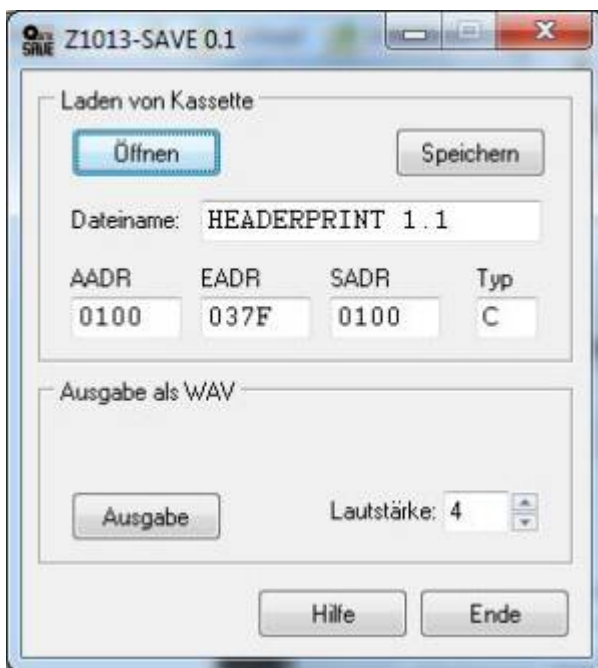 Z1013-SAVE 0.1
Laden von Kassette
Öffnen Speichern
Dateiname: HEADERPRINT 1.1
AADR EADR SADR Typ
0100 037F 0100 C
Ausgabe als WAV
Ausgabe Lautstärke: 4
Hilfe Ende